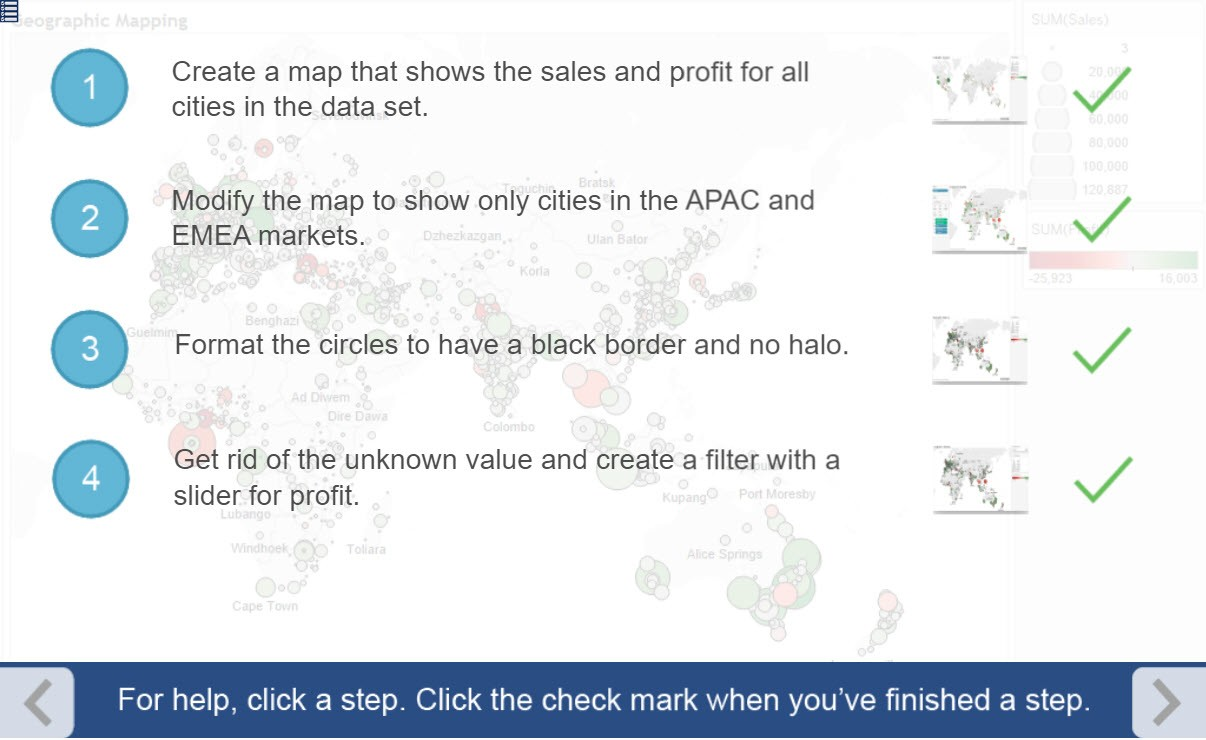 Geographic Mapping
SUM(Sales)
3
1
Create a map that shows the sales and profit for all
cities in the data set.
20,000
40,000
60,000
80,000
100,000
120,887
2
Modify the map to show only cities in the APAC and
EMEA markets.
Toguchin
Bratsk
Dzhezkazgan
Ulan Bator
Korla
-25,923
16,003
Benghazi
Guelmim
3
Format the circles to have a black border and no halo.
Ad Diwem
Dire Dawa
Colombo
4
Get rid of the unknown value and create a filter with a
slider for profit.
Kupang
Port Moresby
Lubango
Windhoek
Toliara
Alice Springs
Cape Town
For help, click a step. Click the check mark when you've finished a step.